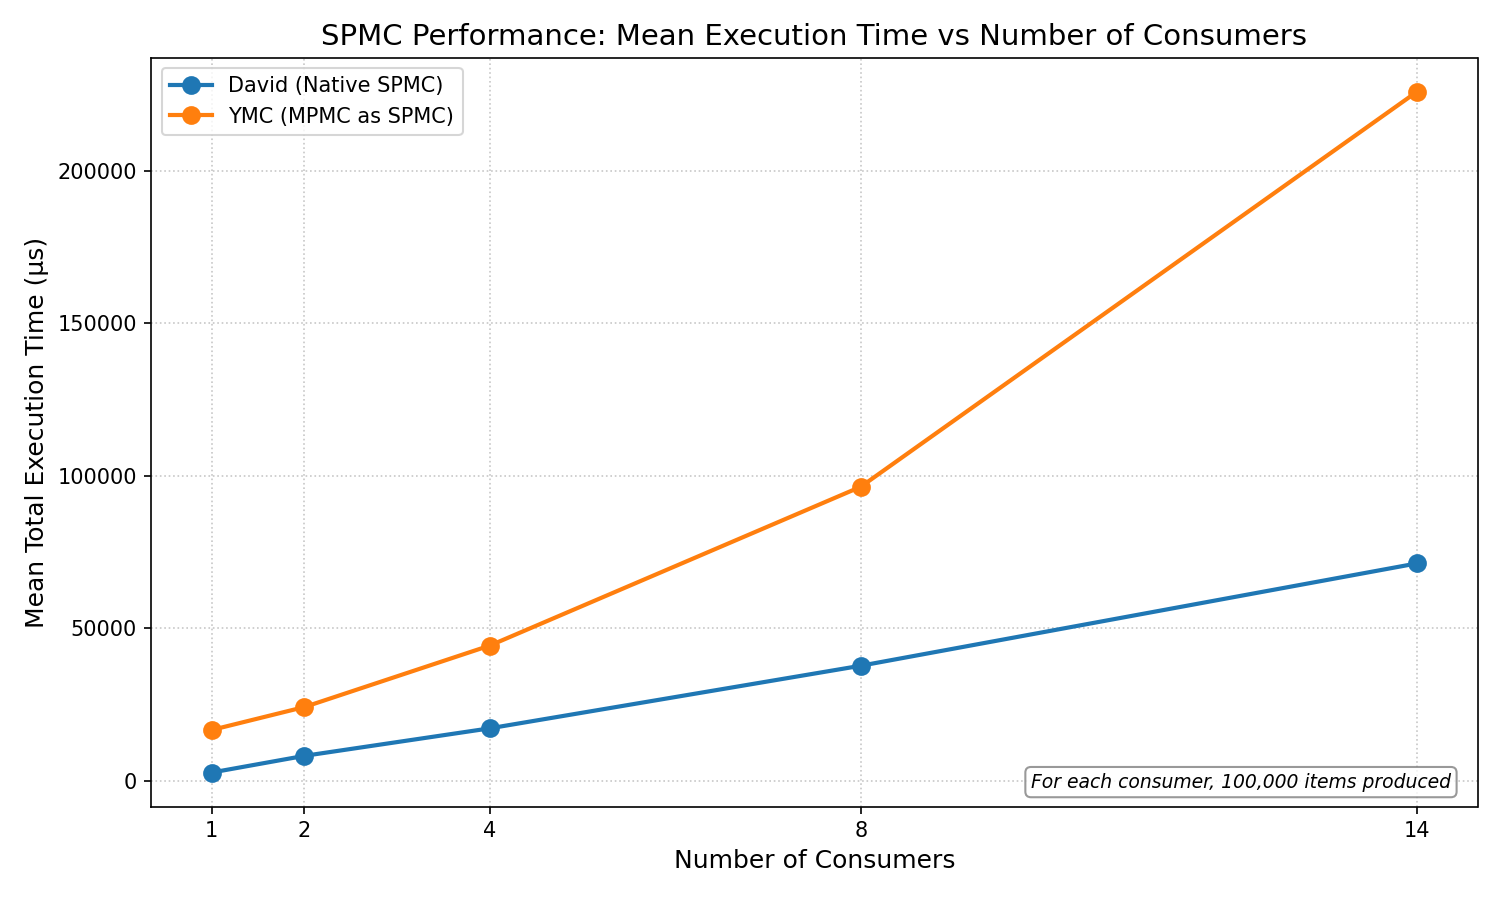 SPMC Performance: Mean Execution Time vs Number of Consumers
David (Native SPMC)
YMC (MPMC as SPMC)
Mean Total Execution Time (µs)
200000
150000
100000
50000
0
For each consumer, 100,000 items produced
1 2 4 8 14
Number of Consumers